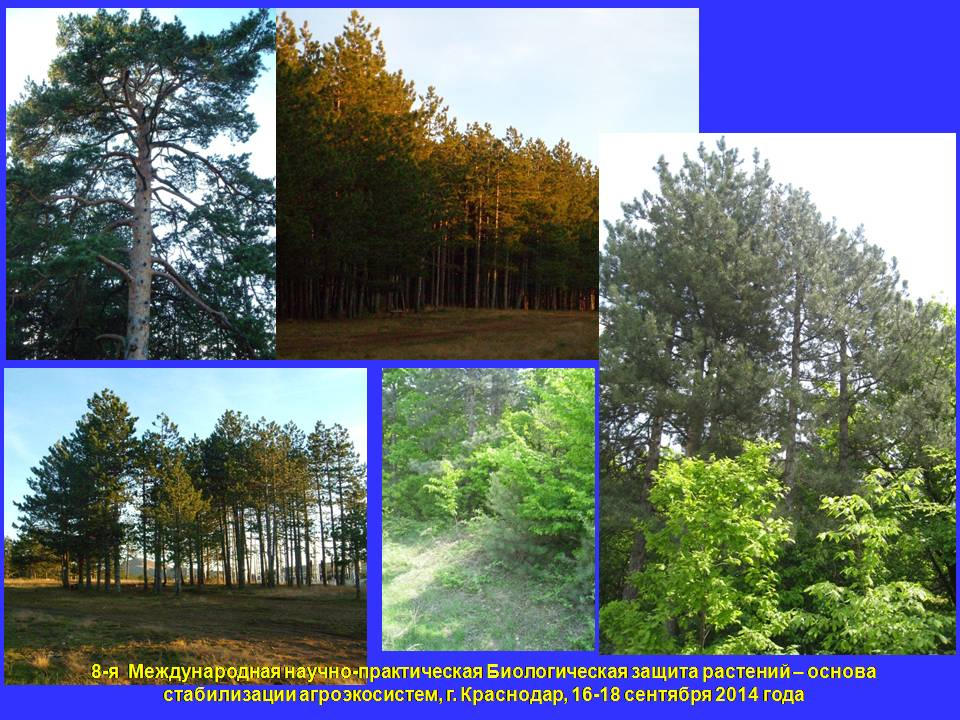 8-я Международная научно-практическая Биологическая защита растений – основа
стабилизации агроэкосистем, г. Краснодар, 16-18 сентября 2014 года